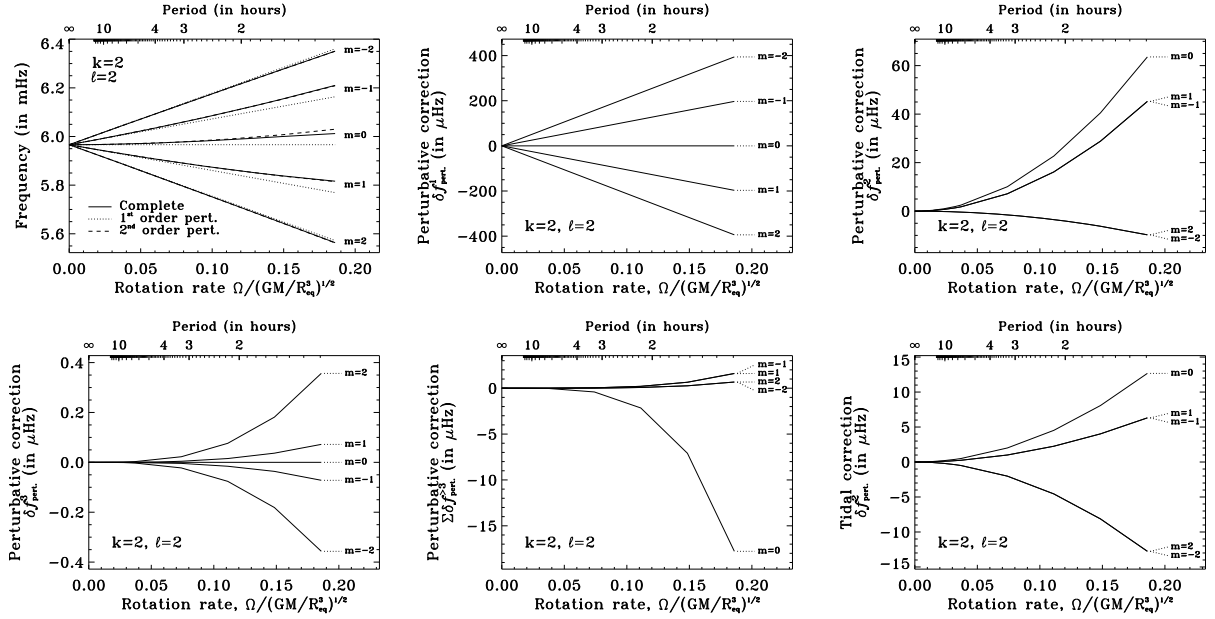 Period (in hours)
∞ 10 4 3 2
6.4
6.2
6.0
5.8
5.6
Frequency (in mHz)
k=2
ℓ=2
m=-2
m=-1
m=0
m=1
m=2
Complete
1st order pert.
2nd order pert.
0.00 0.05 0.10 0.15 0.20
Rotation rate Ω/(GM/R³eq)^1/2
Period (in hours)
∞ 10 4 3 2
400
200
0
−200
−400
Perturbative correction
δf¹pert. (in μHz)
m=-2
m=-1
m=0
m=1
m=2
k=2, ℓ=2
0.00 0.05 0.10 0.15 0.20
Rotation rate, Ω/(GM/R³eq)^1/2
Period (in hours)
∞ 10 4 3 2
60
40
20
0
Perturbative correction
δf²pert. (in μHz)
m=0
m=1
m=-1
m=2
m=-2
k=2, ℓ=2
0.00 0.05 0.10 0.15 0.20
Rotation rate, Ω/(GM/R³eq)^1/2
Period (in hours)
∞ 10 4 3 2
0.4
0.2
0.0
−0.2
−0.4
Perturbative correction
δf³pert. (in μHz)
m=2
m=1
m=0
m=-1
m=-2
k=2, ℓ=2
0.00 0.05 0.10 0.15 0.20
Rotation rate, Ω/(GM/R³eq)^1/2
Period (in hours)
∞ 10 4 3 2
0
−5
−10
−15
Perturbative correction
Σδf^>3pert. (in μHz)
m=-1
m=1
m=2
m=-2
m=0
k=2, ℓ=2
0.00 0.05 0.10 0.15 0.20
Rotation rate, Ω/(GM/R³eq)^1/2
Period (in hours)
∞ 10 4 3 2
15
10
5
0
−5
−10
−15
Tidal correction
δf²pert. (in μHz)
m=0
m=1
m=-1
m=2
m=-2
k=2, ℓ=2
0.00 0.05 0.10 0.15 0.20
Rotation rate, Ω/(GM/R³eq)^1/2